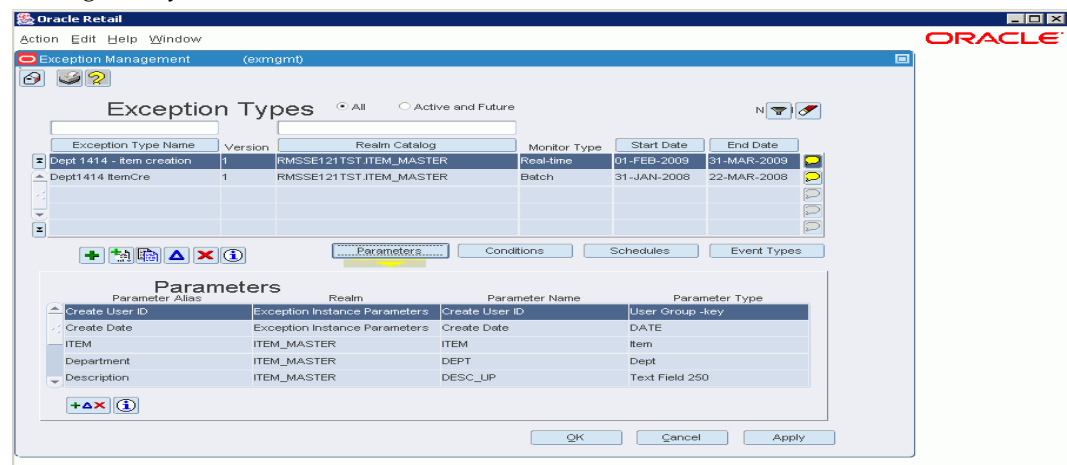 Oracle Retail
Action Edit Help Window
ORACLE
Exception Management (exmgmt)
Exception Types All Active and Future N
Exception Type Name Version Realm Catalog Monitor Type Start Date End Date
Dept 1414 - item creation 1 RMSSE121TST.ITEM_MASTER Real-time 01-FEB-2009 31-MAR-2009
Dept1414 ItemCre 1 RMSSE121TST.ITEM_MASTER Batch 31-JAN-2008 22-MAR-2008
Parameters Conditions Schedules Event Types
Parameters
Parameter Alias Realm Parameter Name Parameter Type
Create User ID Exception Instance Parameters Create User ID User Group -key
Create Date Exception Instance Parameters Create Date DATE
ITEM ITEM_MASTER ITEM Item
Department ITEM_MASTER DEPT Dept
Description ITEM_MASTER DESC_UP Text Field 250
OK Cancel Apply